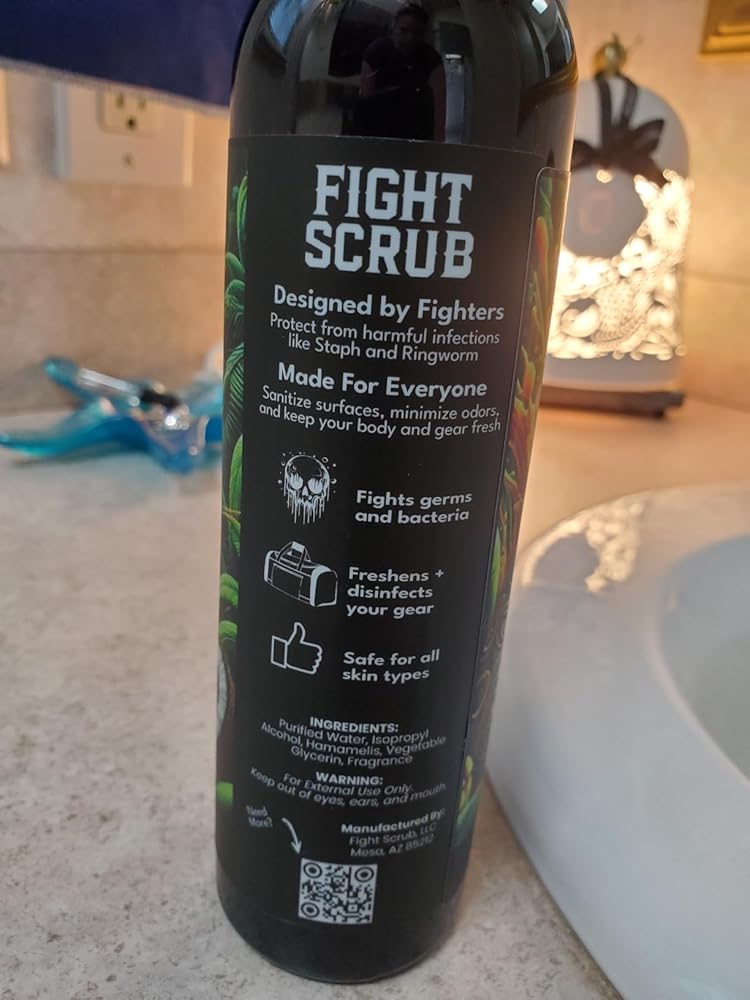 FIGHT
SCRUB
Designed by Fighters
Protect from harmful infections
like Staph and Ringworm
Made For Everyone
Sanitize surfaces, minimize odors,
and keep your body and gear fresh
Fights germs
and bacteria
Freshens +
disinfects
your gear
Safe for all
skin types
INGREDIENTS:
Purified Water, Isopropyl
Alcohol, Hamamelis, Vegetable
Glycerin, Fragrance
WARNING:
For External Use Only.
Keep out of eyes, ears, and mouth.
Need
More?
Manufactured By:
Fight Scrub, LLC
Mesa, AZ 85212